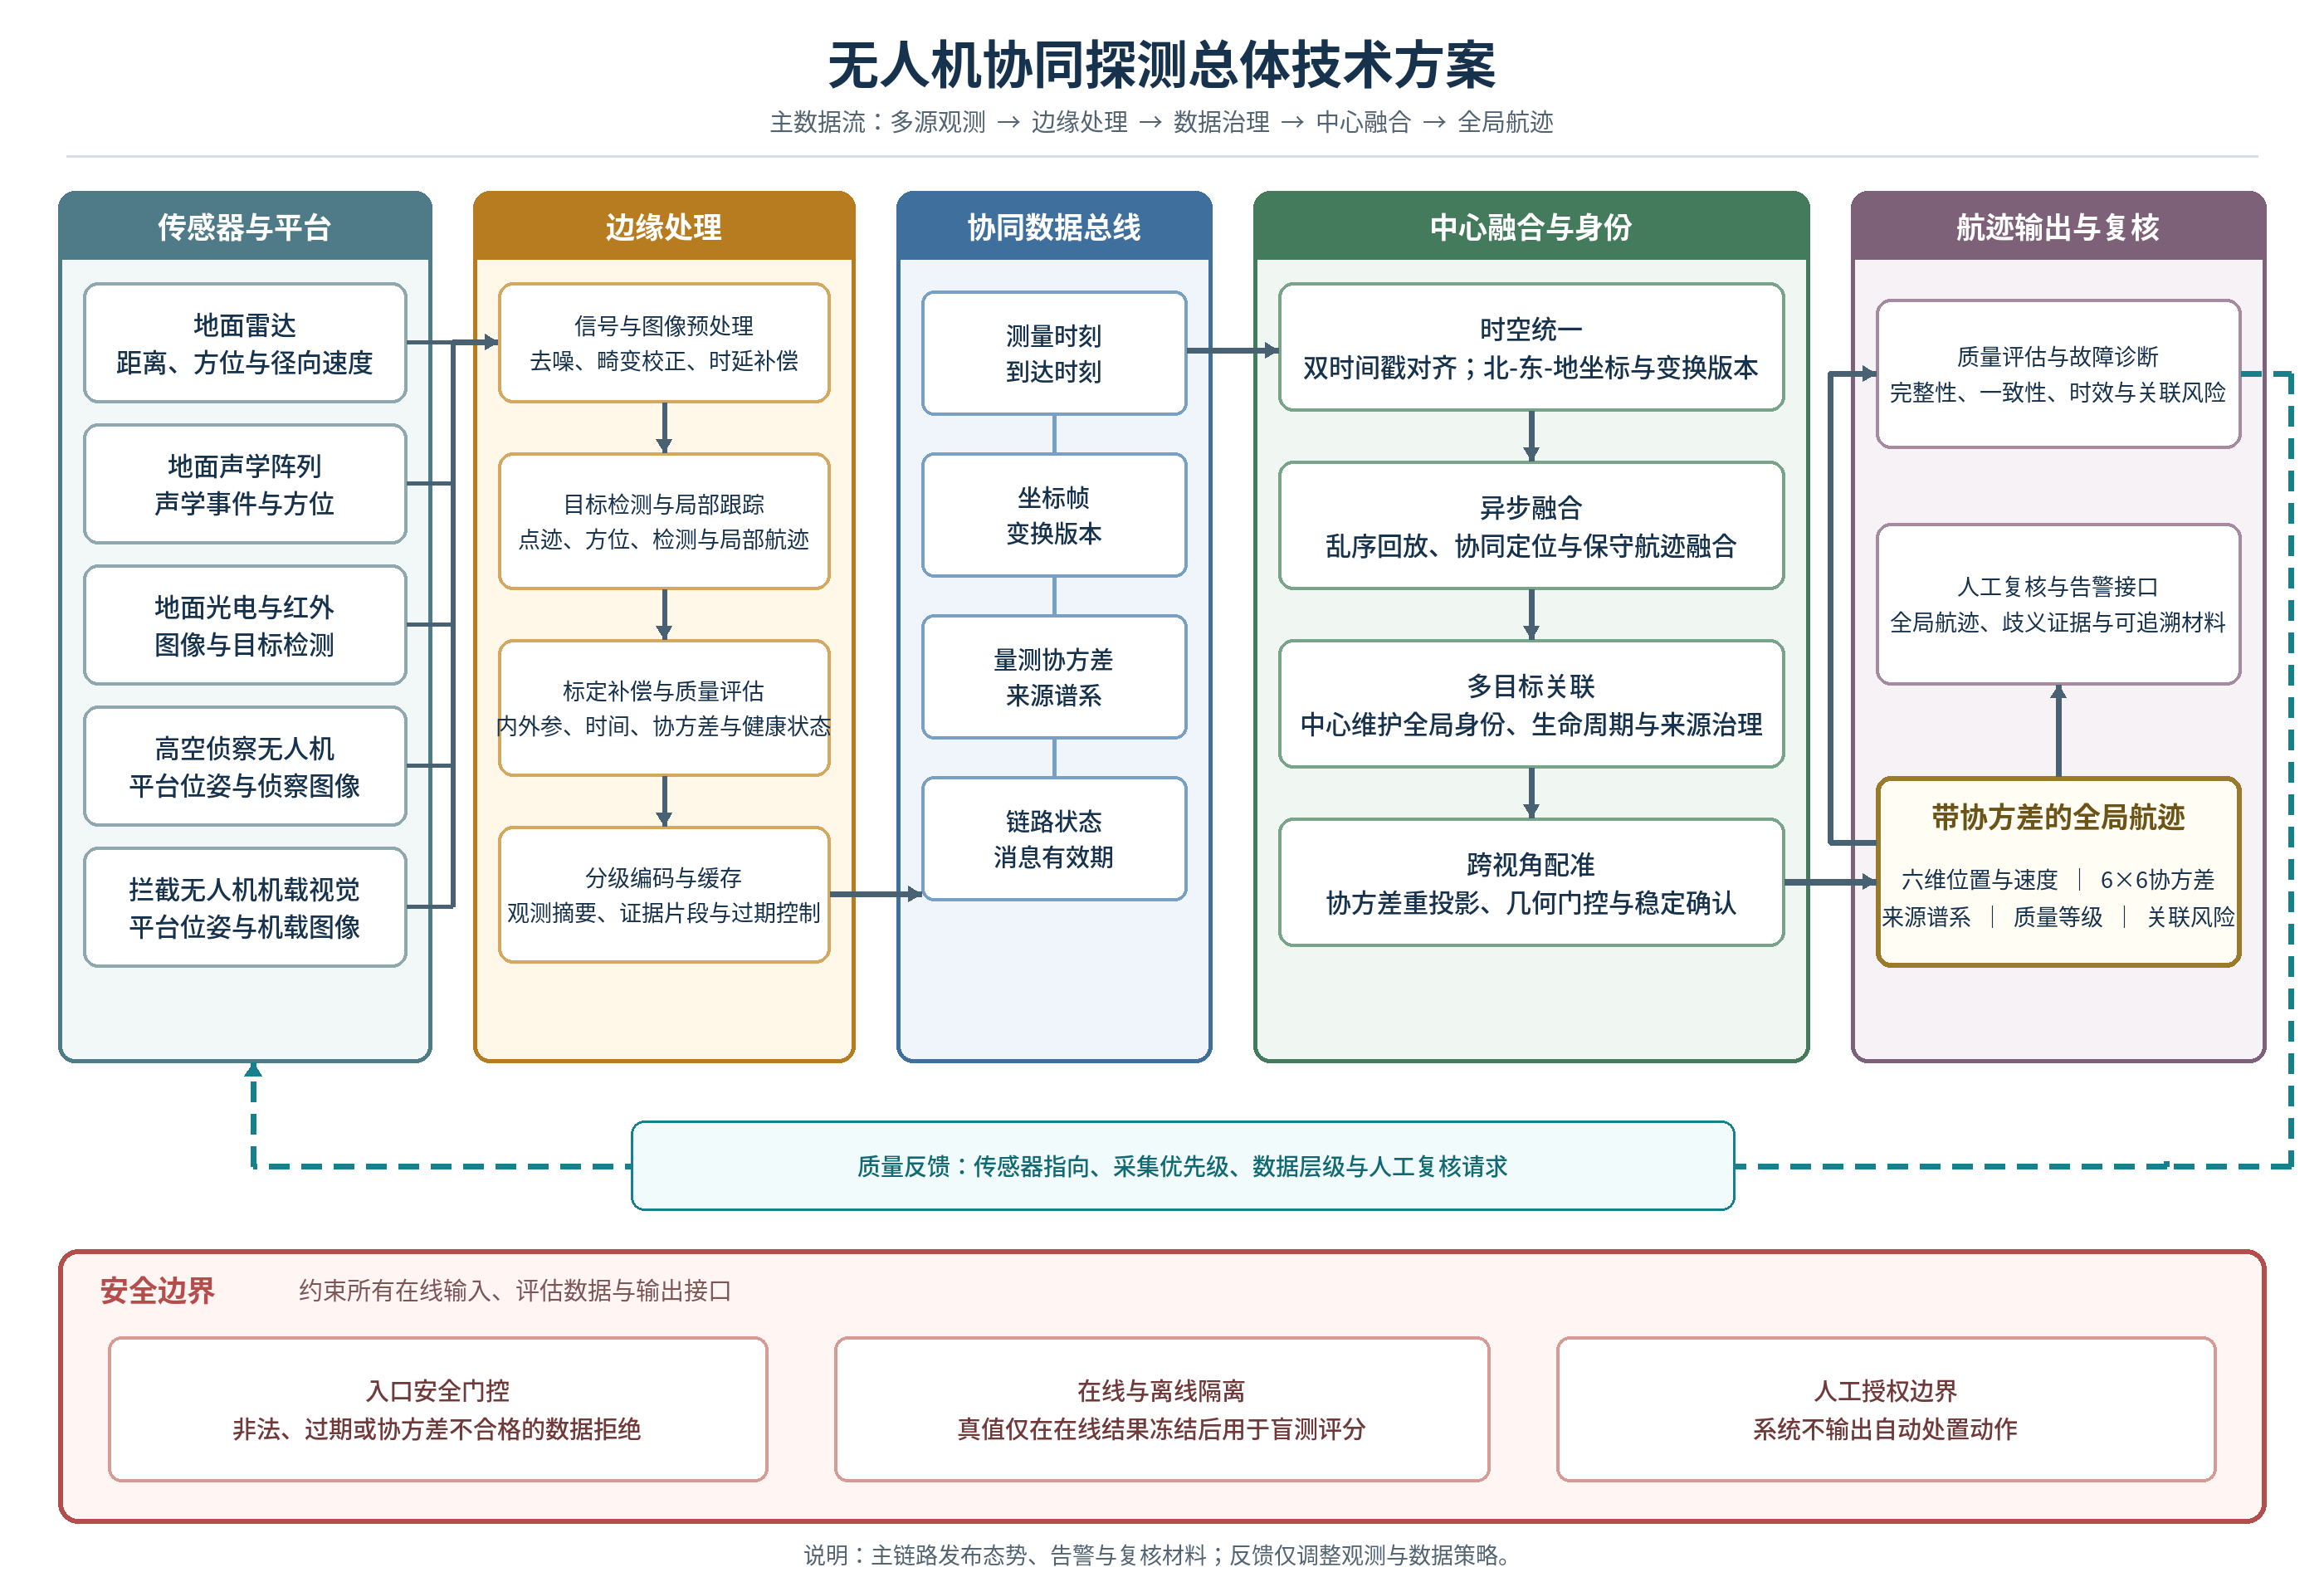 无人机协同探测总体技术方案
主数据流：多源观测 → 边缘处理 → 数据治理 → 中心融合 → 全局航迹
传感器与平台
地面雷达
距离、方位与径向速度
地面声学阵列
声学事件与方位
地面光电与红外
图像与目标检测
高空侦察无人机
平台位姿与侦察图像
拦截无人机机载视觉
平台位姿与机载图像
边缘处理
信号与图像预处理
去噪、畸变校正、时延补偿
目标检测与局部跟踪
点迹、方位、检测与局部航迹
标定补偿与质量评估
内外参、时间、协方差与健康状态
分级编码与缓存
观测摘要、证据片段与过期控制
协同数据总线
测量时刻
到达时刻
坐标帧
变换版本
量测协方差
来源谱系
链路状态
消息有效期
中心融合与身份
时空统一
双时间戳对齐；北-东-地坐标与变换版本
异步融合
乱序回放、协同定位与保守航迹融合
多目标关联
中心维护全局身份、生命周期与来源治理
跨视角配准
协方差重投影、几何门控与稳定确认
航迹输出与复核
质量评估与故障诊断
完整性、一致性、时效与关联风险
人工复核与告警接口
全局航迹、歧义证据与可追溯材料
带协方差的全局航迹
六维位置与速度 ｜ 6×6协方差
来源谱系 ｜ 质量等级 ｜ 关联风险
质量反馈：传感器指向、采集优先级、数据层级与人工复核请求
安全边界
约束所有在线输入、评估数据与输出接口
入口安全门控
非法、过期或协方差不合格的数据拒绝
在线与离线隔离
真值仅在在线结果冻结后用于盲测评分
人工授权边界
系统不输出自动处置动作
说明：主链路发布态势、告警与复核材料；反馈仅调整观测与数据策略。